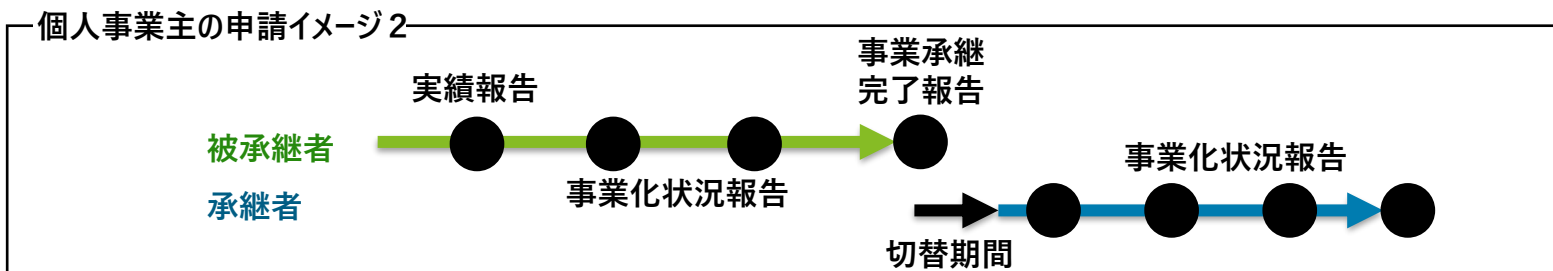 個人事業主の申請イメージ２
事業承継
完了報告
実績報告
被承継者
事業化状況報告
事業化状況報告
承継者
切替期間